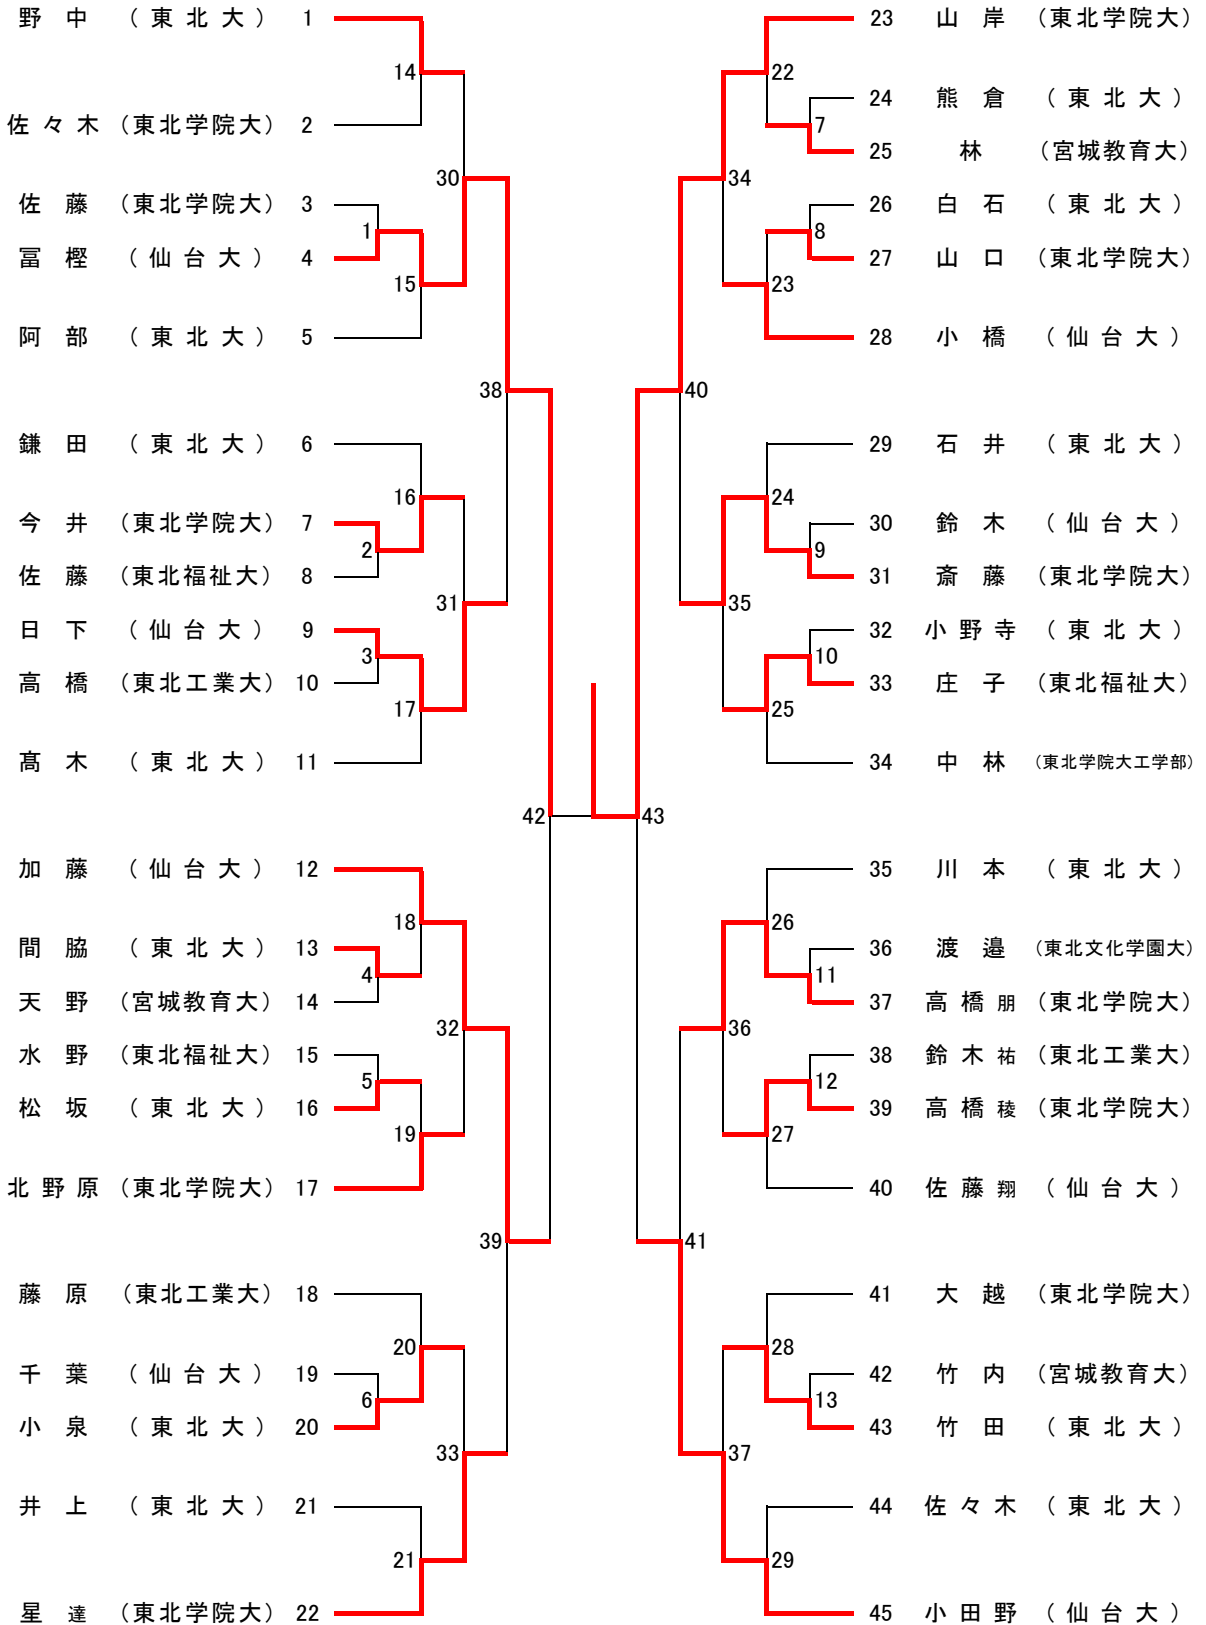 野中 (東北大) 1
佐々木 (東北学院大) 2
佐藤 (東北学院大) 3
冨樫 (仙台大) 4
阿部 (東北大) 5
鎌田 (東北大) 6
今井 (東北学院大) 7
佐藤 (東北福祉大) 8
日下 (仙台大) 9
高橋 (東北工業大) 10
髙木 (東北大) 11
加藤 (仙台大) 12
間脇 (東北大) 13
天野 (宮城教育大) 14
水野 (東北福祉大) 15
松坂 (東北大) 16
北野原 (東北学院大) 17
藤原 (東北工業大) 18
千葉 (仙台大) 19
小泉 (東北大) 20
井上 (東北大) 21
星達 (東北学院大) 22
14
1
15
30
16
2
3
17
31
38
18
4
5
19
32
20
6
21
33
39
42
43
22
7
34
8
23
40
24
9
35
10
25
26
11
36
12
27
41
28
13
37
29
23 山岸 (東北学院大)
24 熊倉 (東北大)
25 林 (宮城教育大)
26 白石 (東北大)
27 山口 (東北学院大)
28 小橋 (仙台大)
29 石井 (東北大)
30 鈴木 (仙台大)
31 斎藤 (東北学院大)
32 小野寺 (東北大)
33 庄子 (東北福祉大)
34 中林 (東北学院大工学部)
35 川本 (東北大)
36 渡邉 (東北文化学園大)
37 高橋朋 (東北学院大)
38 鈴木祐 (東北工業大)
39 高橋稜 (東北学院大)
40 佐藤翔 (仙台大)
41 大越 (東北学院大)
42 竹内 (宮城教育大)
43 竹田 (東北大)
44 佐々木 (東北大)
45 小田野 (仙台大)